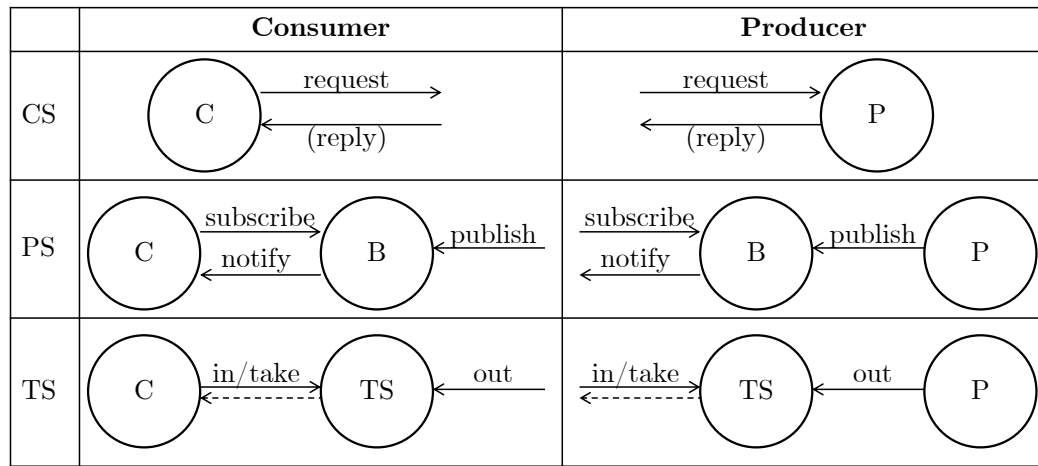 Consumer Producer
CS C request (reply) request (reply) P
PS C subscribe notify B publish subscribe notify B publish P
TS C in/take TS out in/take TS out P